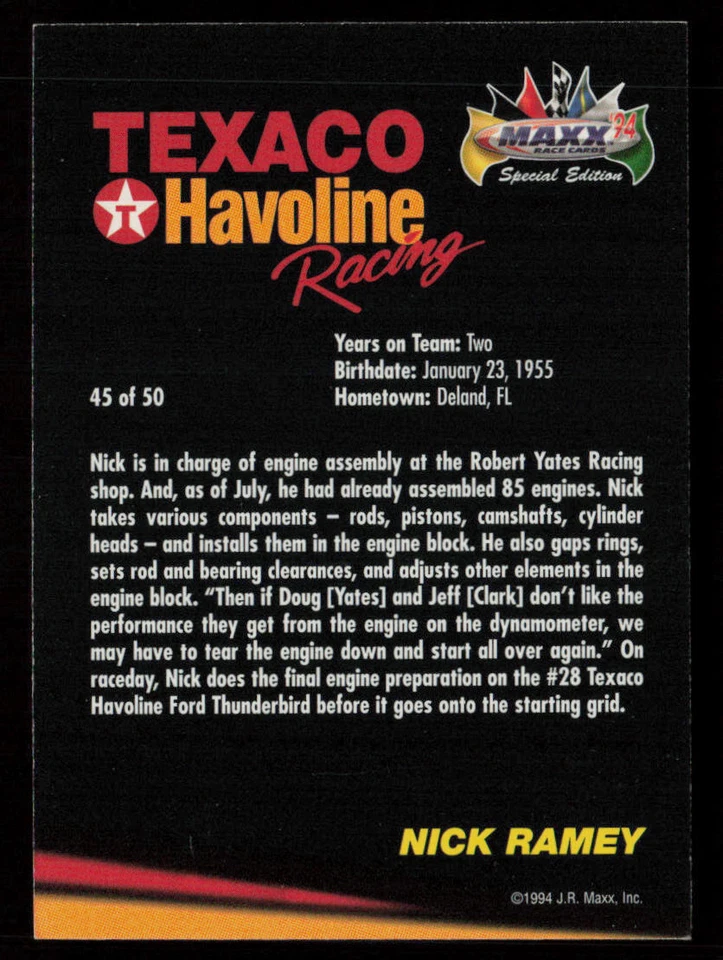 MAXX '94
RACE CARDS
Special Edition
TEXACO
T Havoline
Racing
Years on Team: Two
Birthdate: January 23, 1955
45 of 50
Hometown: Deland, FL
Nick is in charge of engine assembly at the Robert Yates Racing
shop. And, as of July, he had already assembled 85 engines. Nick
takes various components – rods, pistons, camshafts, cylinder
heads – and installs them in the engine block. He also gaps rings,
sets rod and bearing clearances, and adjusts other elements in the
engine block. “Then if Doug [Yates] and Jeff [Clark] don’t like the
performance they get from the engine on the dynamometer, we
may have to tear the engine down and start all over again.” On
raceday, Nick does the final engine preparation on the #28 Texaco
Havoline Ford Thunderbird before it goes onto the starting grid.
NICK RAMEY
©1994 J.R. Maxx, Inc.